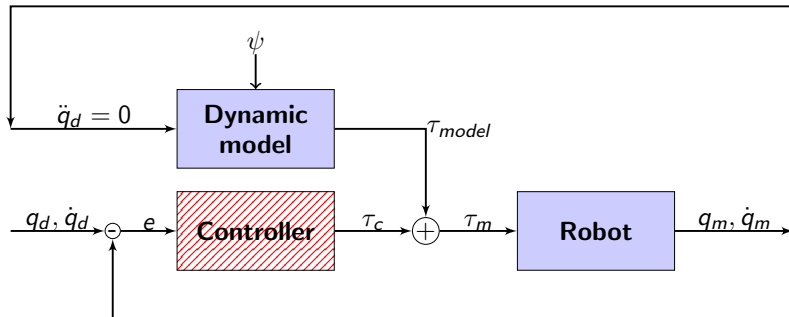 ψ
q̈_d = 0
Dynamic
model
τ_model
q_d, q̇_d
−
e
Controller
τ_c
+
τ_m
Robot
q_m, q̇_m